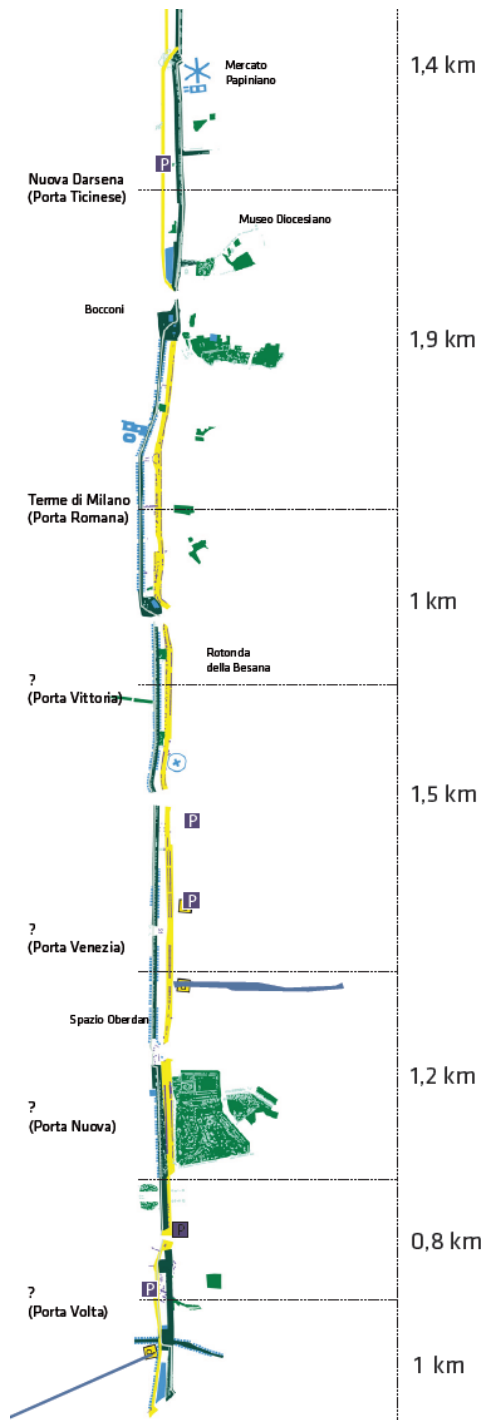 1,4 km
Mercato
Papiniano
P
Nuova Darsena
(Porta Ticinese)
Museo Diocesiano
Bocconi
1,9 km
Terme di Milano
(Porta Romana)
1 km
Rotonda
della Besana
?
(Porta Vittoria)
1,5 km
P
P
?
(Porta Venezia)
Spazio Oberdan
1,2 km
?
(Porta Nuova)
P
0,8 km
P
?
(Porta Volta)
1 km